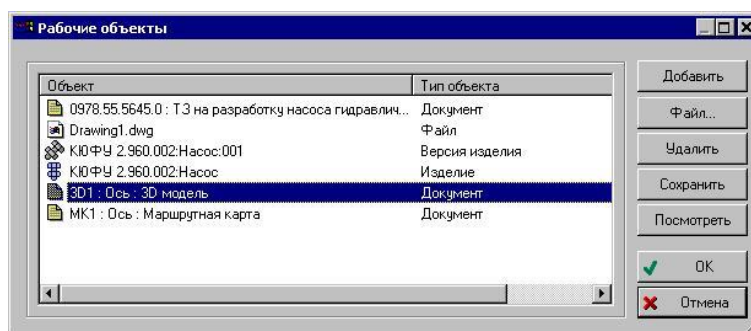 Рабочие объекты
Объект Тип объекта
0978.55.5645.0 : ТЗ на разработку насоса гидравлич... Документ
Drawing1.dwg Файл
КЮФУ 2.960.002:Насос:001 Версия изделия
КЮФУ 2.960.002:Насос Изделие
3D1 : Ось : 3D модель Документ
МК1 : Ось : Маршрутная карта Документ
Добавить
Файл...
Удалить
Сохранить
Посмотреть
OK
Отмена